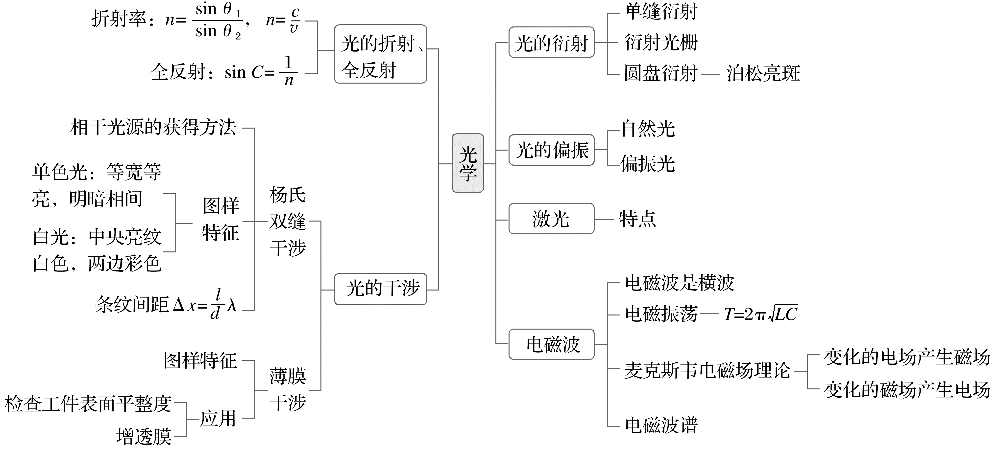 折射率：n=sin θ1/sin θ2，n=c/v
全反射：sin C=1/n
光的折射、
全反射
相干光源的获得方法
单色光：等宽等
亮，明暗相间
白光：中央亮纹
白色，两边彩色
图样
特征
条纹间距Δx=l/dλ
杨氏
双缝
干涉
光的干涉
图样特征
检查工件表面平整度
增透膜
应用
薄膜
干涉
光
学
光的衍射
单缝衍射
衍射光栅
圆盘衍射
泊松亮斑
光的偏振
自然光
偏振光
激光
特点
电磁波
电磁波是横波
电磁振荡
T=2π√LC
麦克斯韦电磁场理论
变化的电场产生磁场
变化的磁场产生电场
电磁波谱